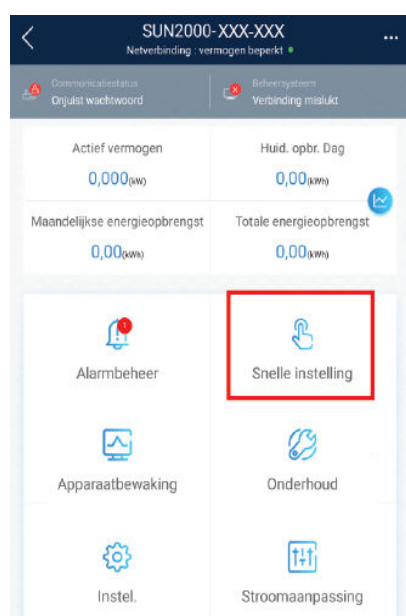 SUN2000-XXX-XXX
Netverbinding : vermogen beperkt
Communicatiestatus
Onjuist wachtwoord
Beheersysteem
Verbinding mislukt
Actief vermogen
0,000(kW)
Huid. opbr. Dag
0,00(kWh)
Maandelijkse energieopbrengst
0,00(kWh)
Totale energieopbrengst
0,00(kWh)
1
Alarmbeheer
Snelle instelling
Apparaatbewaking
Onderhoud
Instel.
Stroomaanpassing